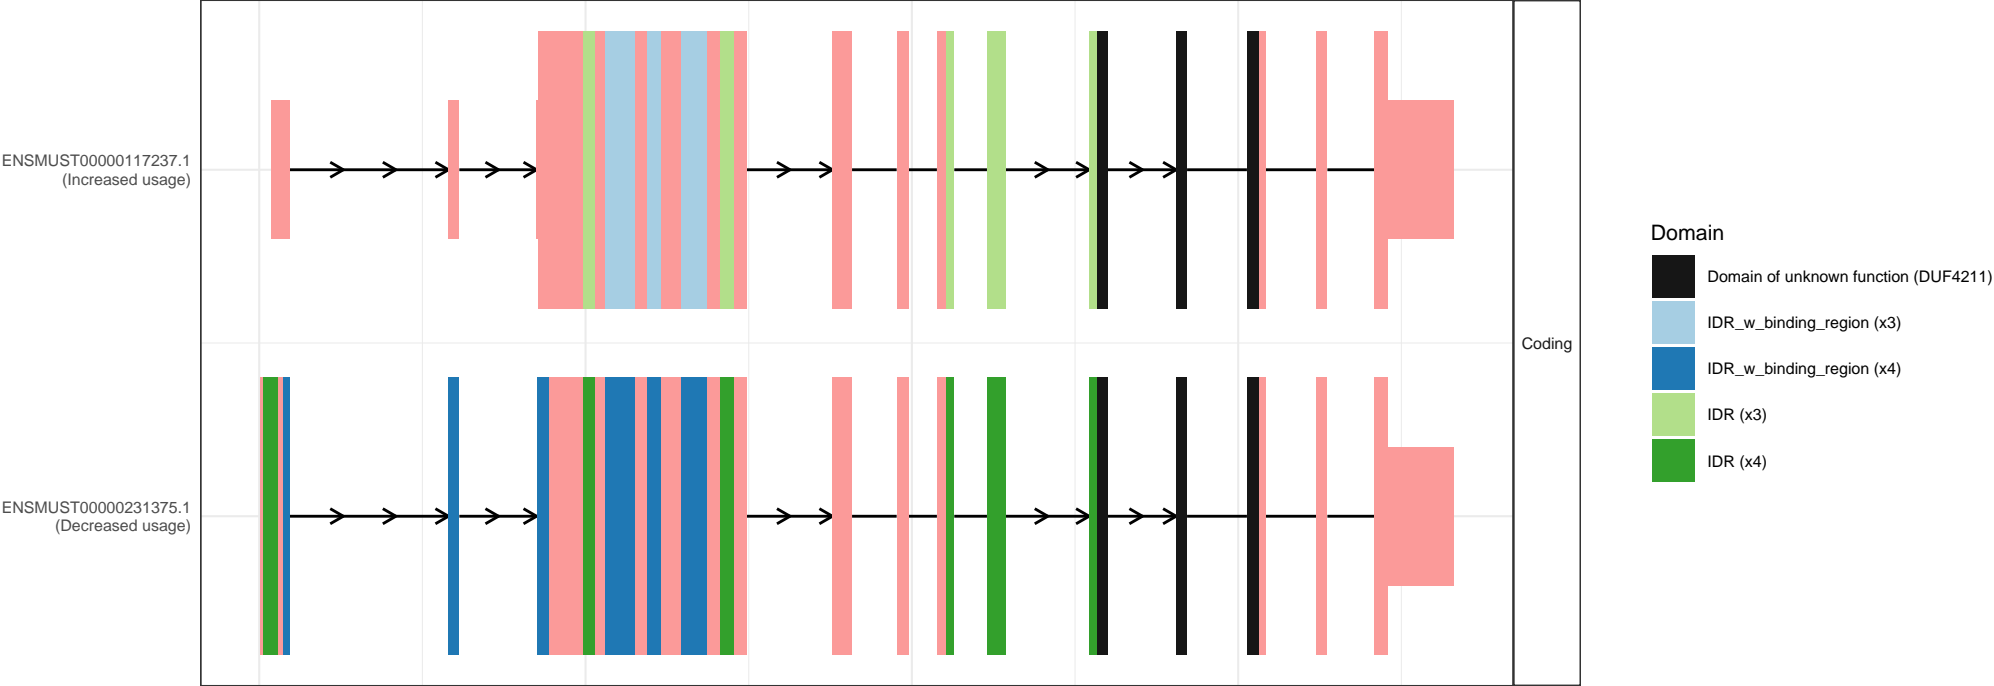 ENSMUST00000117237.1
(Increased usage)
ENSMUST00000231375.1
(Decreased usage)
Coding
Domain
Domain of unknown function (DUF4211)
IDR_w_binding_region (x3)
IDR_w_binding_region (x4)
IDR (x3)
IDR (x4)